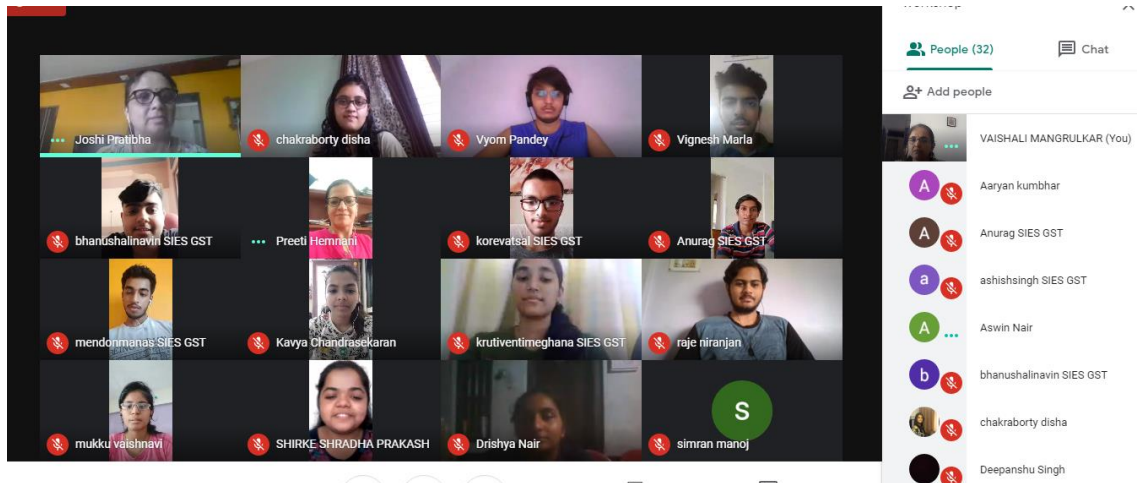 People (32)
Chat
Add people
Joshi Pratibha
chakraborty disha
Vyom Pandey
Vignesh Marla
bhanushalinavin SIES GST
Preeti Hemnani
korevatsal SIES GST
Anurag SIES GST
mendonmanas SIES GST
Kavya Chandrasekaran
krutiventimeghana SIES GST
raje niranjan
mukku vaishnavi
SHIRKE SHRADHA PRAKASH
Drishya Nair
S
simran manoj
VAISHALI MANGRULKAR (You)
A
Aaryan kumbhar
A
Anurag SIES GST
a
ashishsingh SIES GST
A
Aswin Nair
b
bhanushalinavin SIES GST
chakraborty disha
Deepanshu Singh